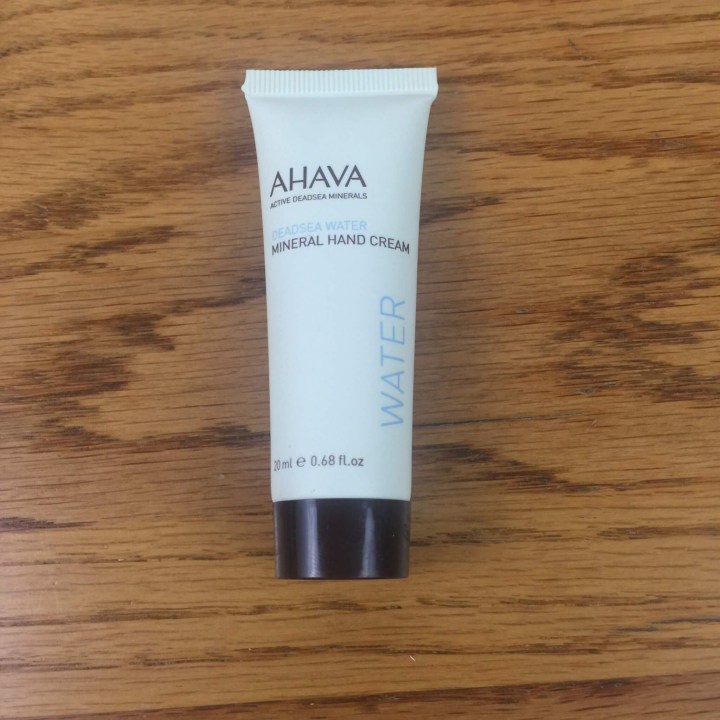 AHAVA
ACTIVE DEADSEA MINERALS
DEADSEA WATER
MINERAL HAND CREAM
WATER
20 ml e 0.68 fl.oz